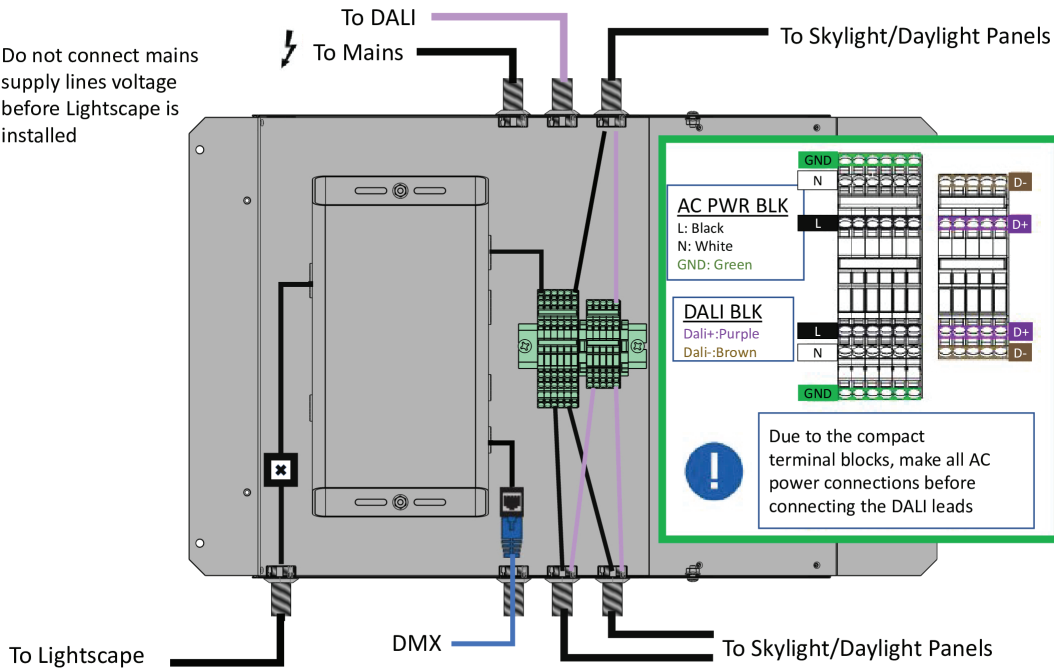 To DALI
To Mains
To Skylight/Daylight Panels
Do not connect mains
supply lines voltage
before Lightscape is
installed
GND
N
L
AC PWR BLK
L: Black
N: White
GND: Green
D-
D+
DALI BLK
Dali+:Purple
Dali-:Brown
L
N
GND
D+
D-
Due to the compact
terminal blocks, make all AC
power connections before
connecting the DALI leads
To Lightscape
DMX
To Skylight/Daylight Panels